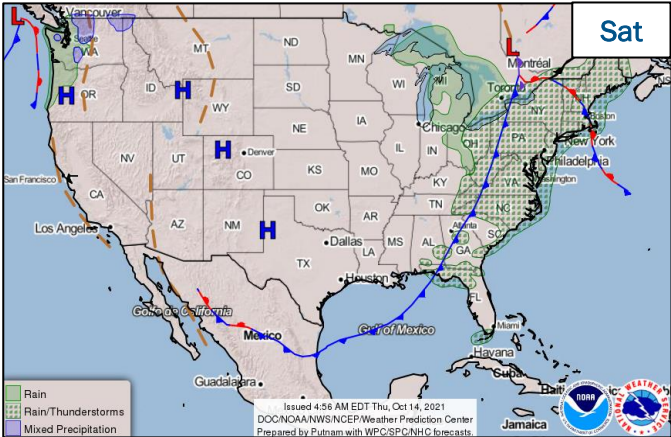 Sat
L
Vancouver
Seattle
WA
MT
ND
MN
L
Montréal
Toronto
OR
H
ID
H
WY
SD
WI
MI
NY
Boston
NE
IA
Chicago
New York
PA
Philadelphia
NV
UT
H
Denver
CO
IL
IN
OH
San Francisco
KS
MO
KY
VA
Washington
CA
Los Angeles
AZ
NM
H
OK
AR
TN
NC
SC
Atlanta
Dallas
MS
AL
GA
TX
LA
Houston
FL
Golfo de California
Mexico
Gulf of Mexico
Miami
Havana
Cuba
Guadalajara
Jamaica
Rain
Rain/Thunderstorms
Mixed Precipitation
Issued 4:56 AM EDT Thu, Oct 14, 2021
DOC/NOAA/NWS/NCEP/Weather Prediction Center
Prepared by Putnam with WPC/SPC/NHC forecasts.
NOAA
NATIONAL WEATHER SERVICE